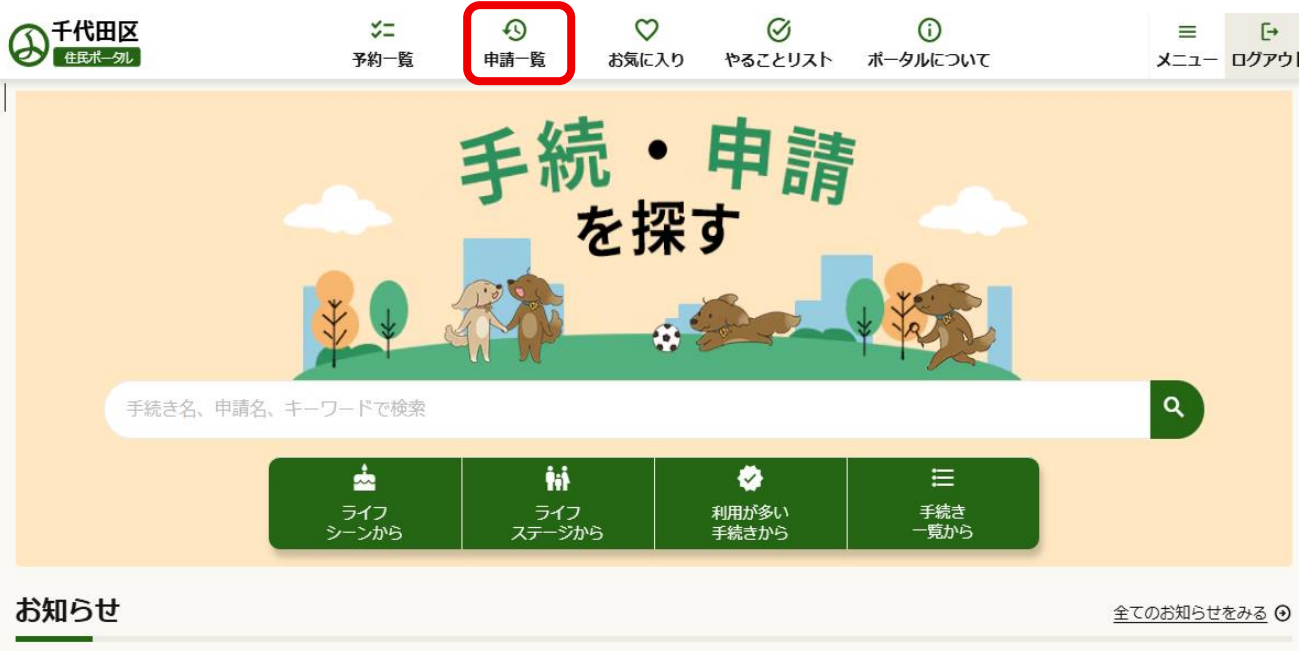 千代田区
住民ポータル
予約一覧
申請一覧
お気に入り
やることリスト
ポータルについて
メニュー
ログアウト
手続・申請
を探す
手続き名、申請名、キーワードで検索
ライフ
シーンから
ライフ
ステージから
利用が多い
手続きから
手続き
一覧から
お知らせ
全てのお知らせをみる